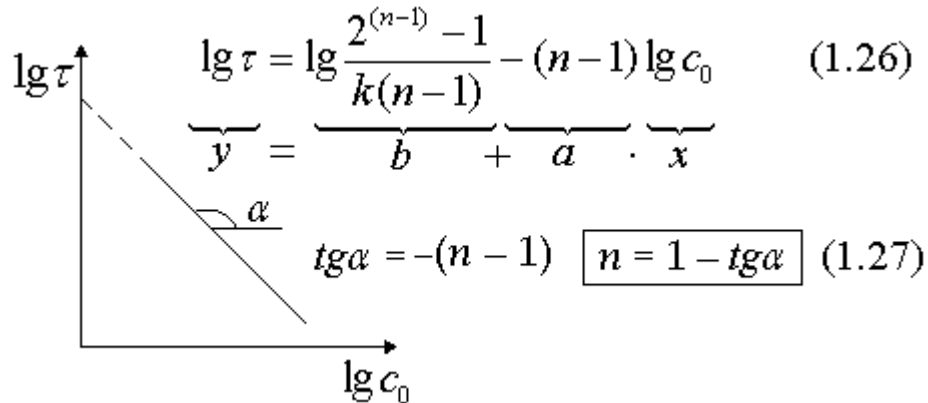 lg τ
lg τ = lg (2^(n-1) − 1) / (k(n−1)) − (n−1) lg c₀ (1.26)
y = b + a · x
α
tgα = −(n − 1) n = 1 − tgα (1.27)
lg c₀